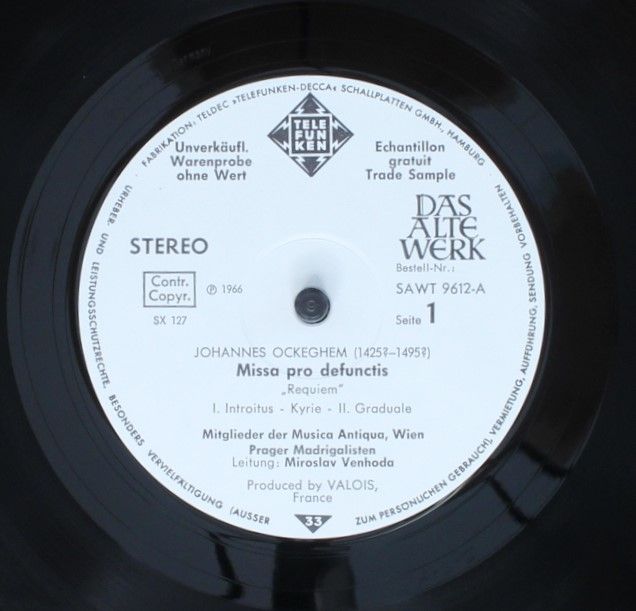 FABRIKATION: TELDEC »TELEFUNKEN-DECCA« SCHALLPLATTEN GMBH., HAMBURG
URHEBER- UND LEISTUNGSSCHUTZRECHTE. BESONDERS VERVIELFÄLTIGUNG (AUSSER ZUM PERSÖNLICHEN GEBRAUCH), VERMIETUNG, AUFFÜHRUNG, SENDUNG VORBEHALTEN
TELE
FUN
KEN
Unverkäufl.
Warenprobe
ohne Wert
Echantillon
gratuit
Trade Sample
STEREO
DAS
ALTE
WERK
Bestell-Nr.:
Contr.
Copyr.
℗ 1966
SAWT 9612-A
SX 127
Seite 1
JOHANNES OCKEGHEM (1425?–1495?)
Missa pro defunctis
„Requiem“
I. Introitus - Kyrie - II. Graduale
Mitglieder der Musica Antiqua, Wien
Prager Madrigalisten
Leitung: Miroslav Venhoda
Produced by VALOIS,
France
33